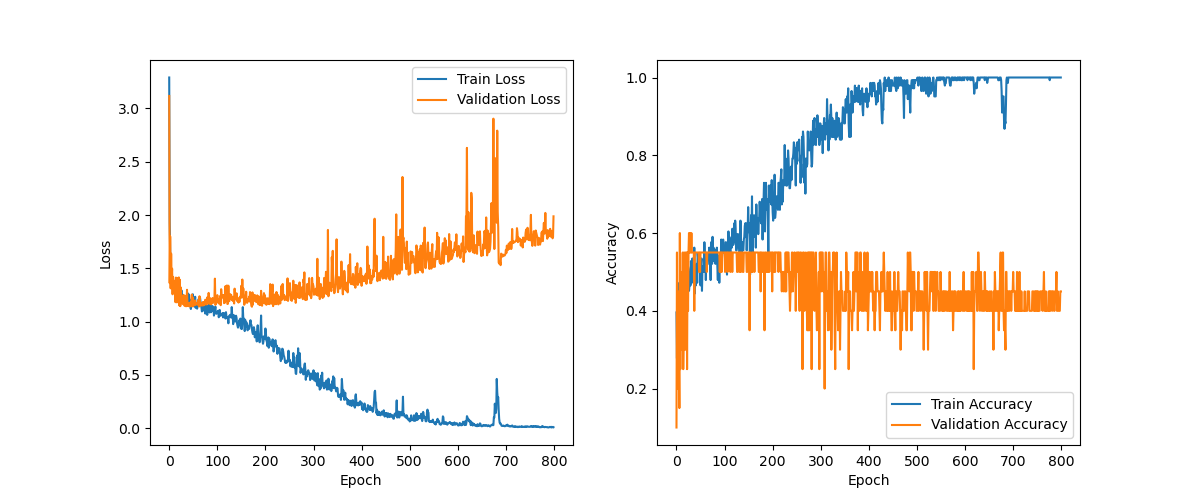 Train Loss
Validation Loss
3.0
2.5
2.0
1.5
1.0
0.5
0.0
Loss
0 100 200 300 400 500 600 700 800
Epoch
1.0
0.8
0.6
0.4
0.2
Accuracy
Train Accuracy
Validation Accuracy
0 100 200 300 400 500 600 700 800
Epoch